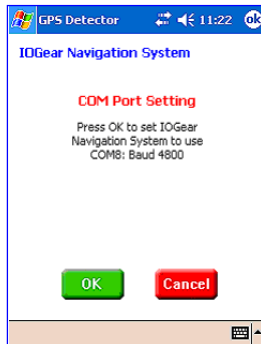 GPS Detector 11:22 ok
IOGear Navigation System
COM Port Setting
Press OK to set IOGear
Navigation System to use
COM8: Baud 4800
OK Cancel